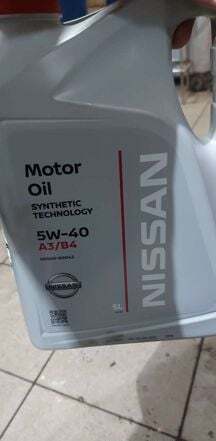 Motor
Oil
SYNTHETIC
TECHNOLOGY
5W-40
A3/B4
NISSAN
5L
NISSAN